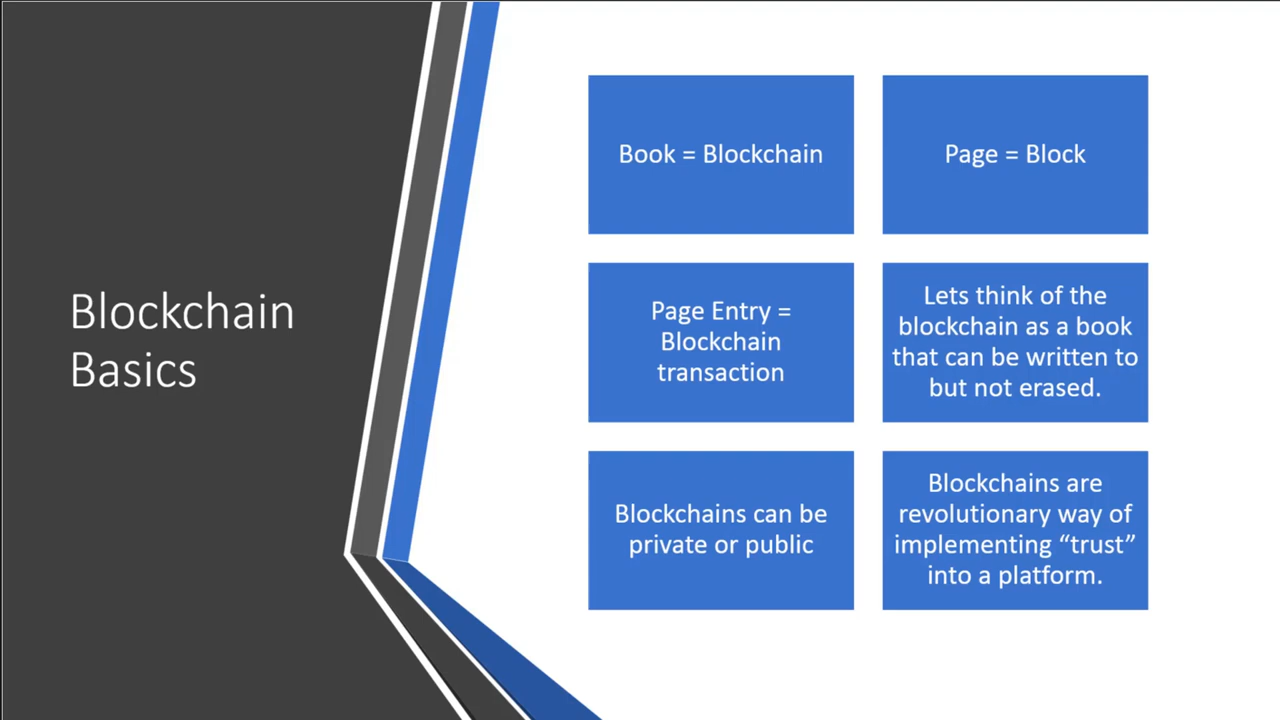 Blockchain
Basics
Book = Blockchain
Page = Block
Page Entry =
Blockchain
transaction
Lets think of the
blockchain as a book
that can be written to
but not erased.
Blockchains can be
private or public
Blockchains are
revolutionary way of
implementing “trust”
into a platform.